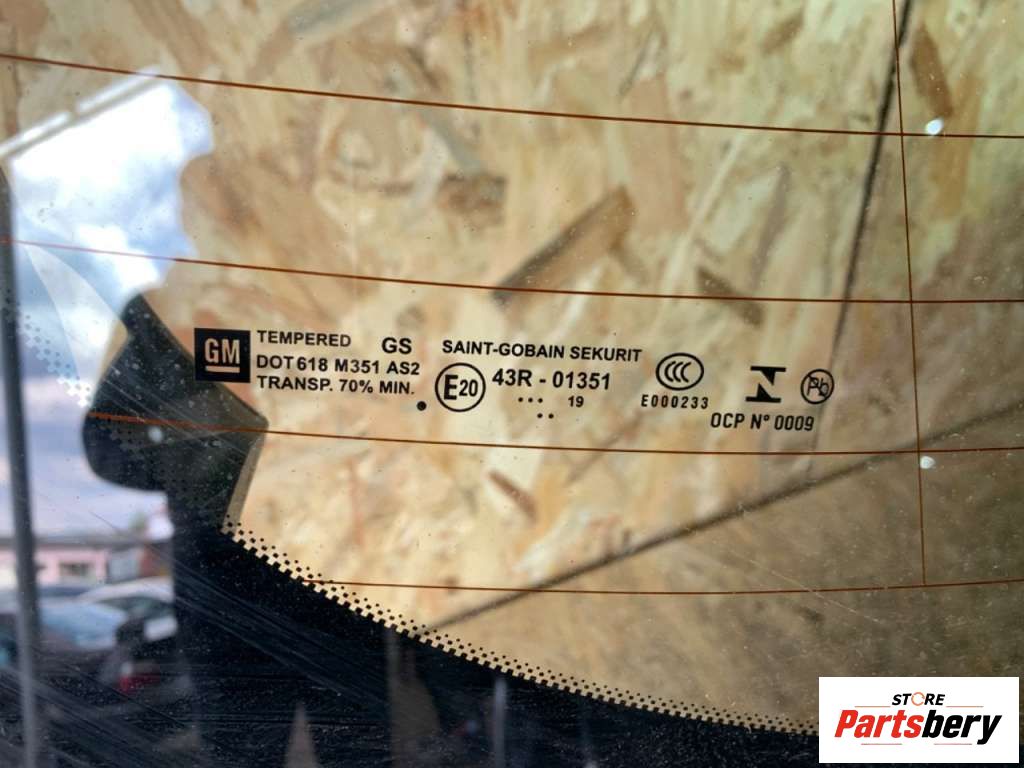 GM
TEMPERED GS
DOT 618 M351 AS2
TRANSP. 70% MIN.
SAINT-GOBAIN SEKURIT
E20 43R - 01351
19
CCC
E000233
OCP N° 0009
Pb
STORE
Partsbery